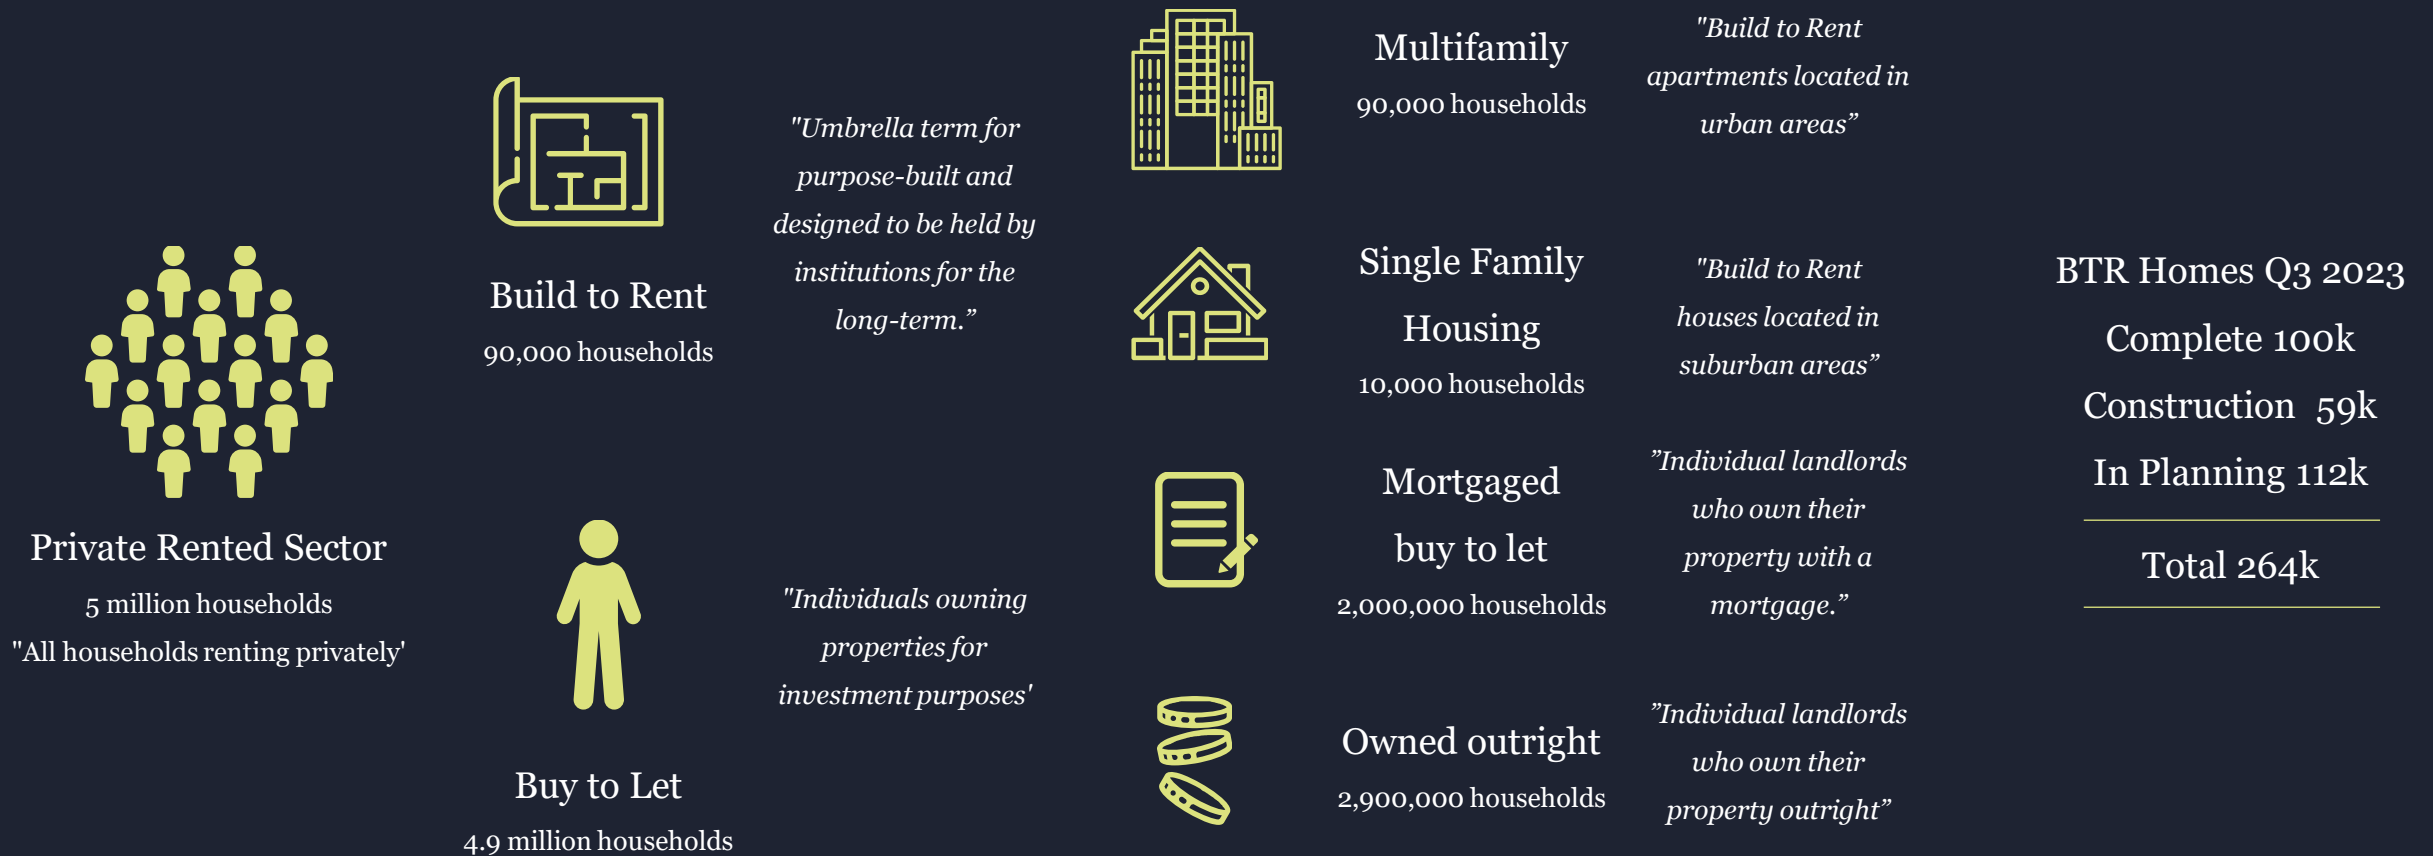 Private Rented Sector
5 million households
"All households renting privately'
Build to Rent
90,000 households
"Umbrella term for
purpose-built and
designed to be held by
institutions for the
long-term.”
Buy to Let
4.9 million households
"Individuals owning
properties for
investment purposes'
Multifamily
90,000 households
"Build to Rent
apartments located in
urban areas”
Single Family
Housing
10,000 households
"Build to Rent
houses located in
suburban areas”
Mortgaged
buy to let
2,000,000 households
”Individual landlords
who own their
property with a
mortgage.”
Owned outright
2,900,000 households
”Individual landlords
who own their
property outright”
BTR Homes Q3 2023
Complete 100k
Construction  59k
In Planning 112k
Total 264k